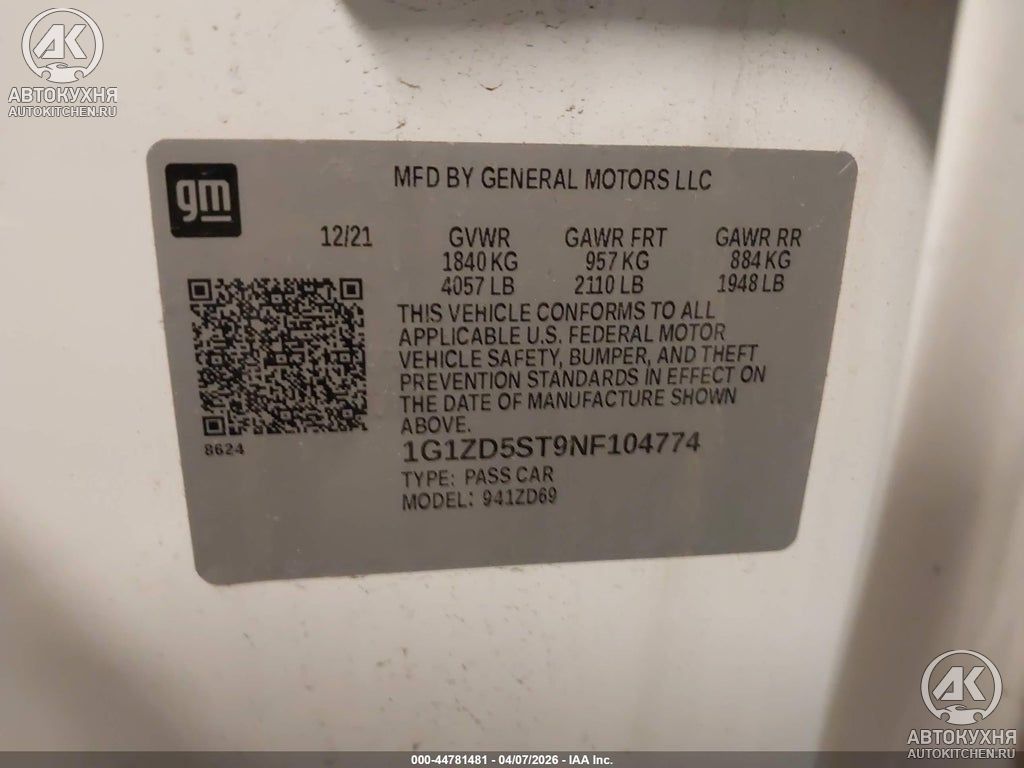 AK
АВТОКУХНЯ
AUTOKITCHEN.RU
gm
MFD BY GENERAL MOTORS LLC
12/21 GVWR GAWR FRT GAWR RR
1840 KG 957 KG 884 KG
4057 LB 2110 LB 1948 LB
THIS VEHICLE CONFORMS TO ALL
APPLICABLE U.S. FEDERAL MOTOR
VEHICLE SAFETY, BUMPER, AND THEFT
PREVENTION STANDARDS IN EFFECT ON
THE DATE OF MANUFACTURE SHOWN
ABOVE.
8624
1G1ZD5ST9NF104774
TYPE: PASS CAR
MODEL: 941ZD69
AK
АВТОКУХНЯ
AUTOKITCHEN.RU
000-44781481 - 04/07/2026 - IAA Inc.